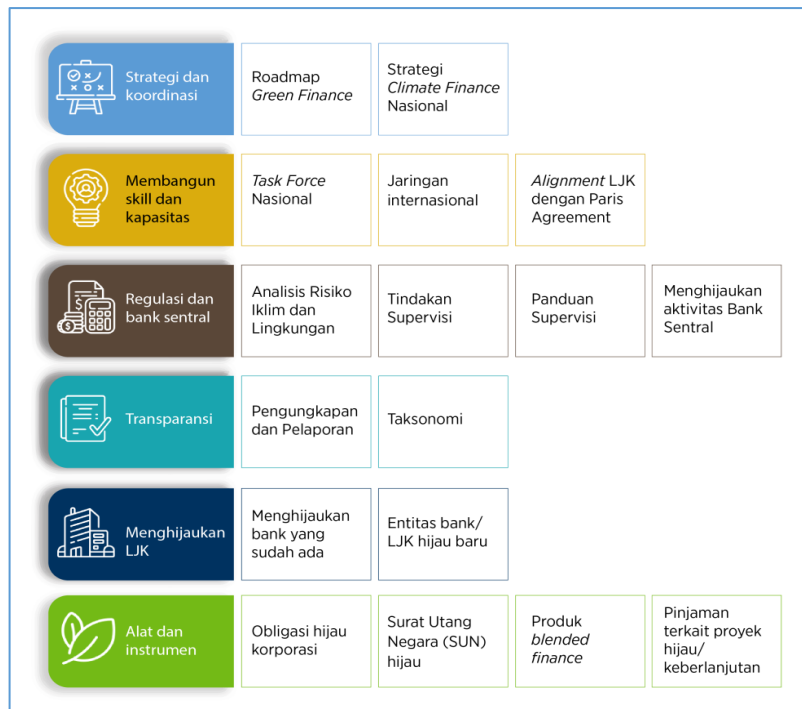 Strategi dan
koordinasi
Roadmap
Green Finance
Strategi
Climate Finance
Nasional
Membangun
skill dan
kapasitas
Task Force
Nasional
Jaringan
internasional
Alignment LJK
dengan Paris
Agreement
Regulasi dan
bank sentral
Analisis Risiko
Iklim dan
Lingkungan
Tindakan
Supervisi
Panduan
Supervisi
Menghijaukan
aktivitas Bank
Sentral
Transparansi
Pengungkapan
dan Pelaporan
Taksonomi
Menghijaukan
LJK
Menghijaukan
bank yang
sudah ada
Entitas bank/
LJK hijau baru
Alat dan
instrumen
Obligasi hijau
korporasi
Surat Utang
Negara (SUN)
hijau
Produk
blended
finance
Pinjaman
terkait proyek
hijau/
keberlanjutan